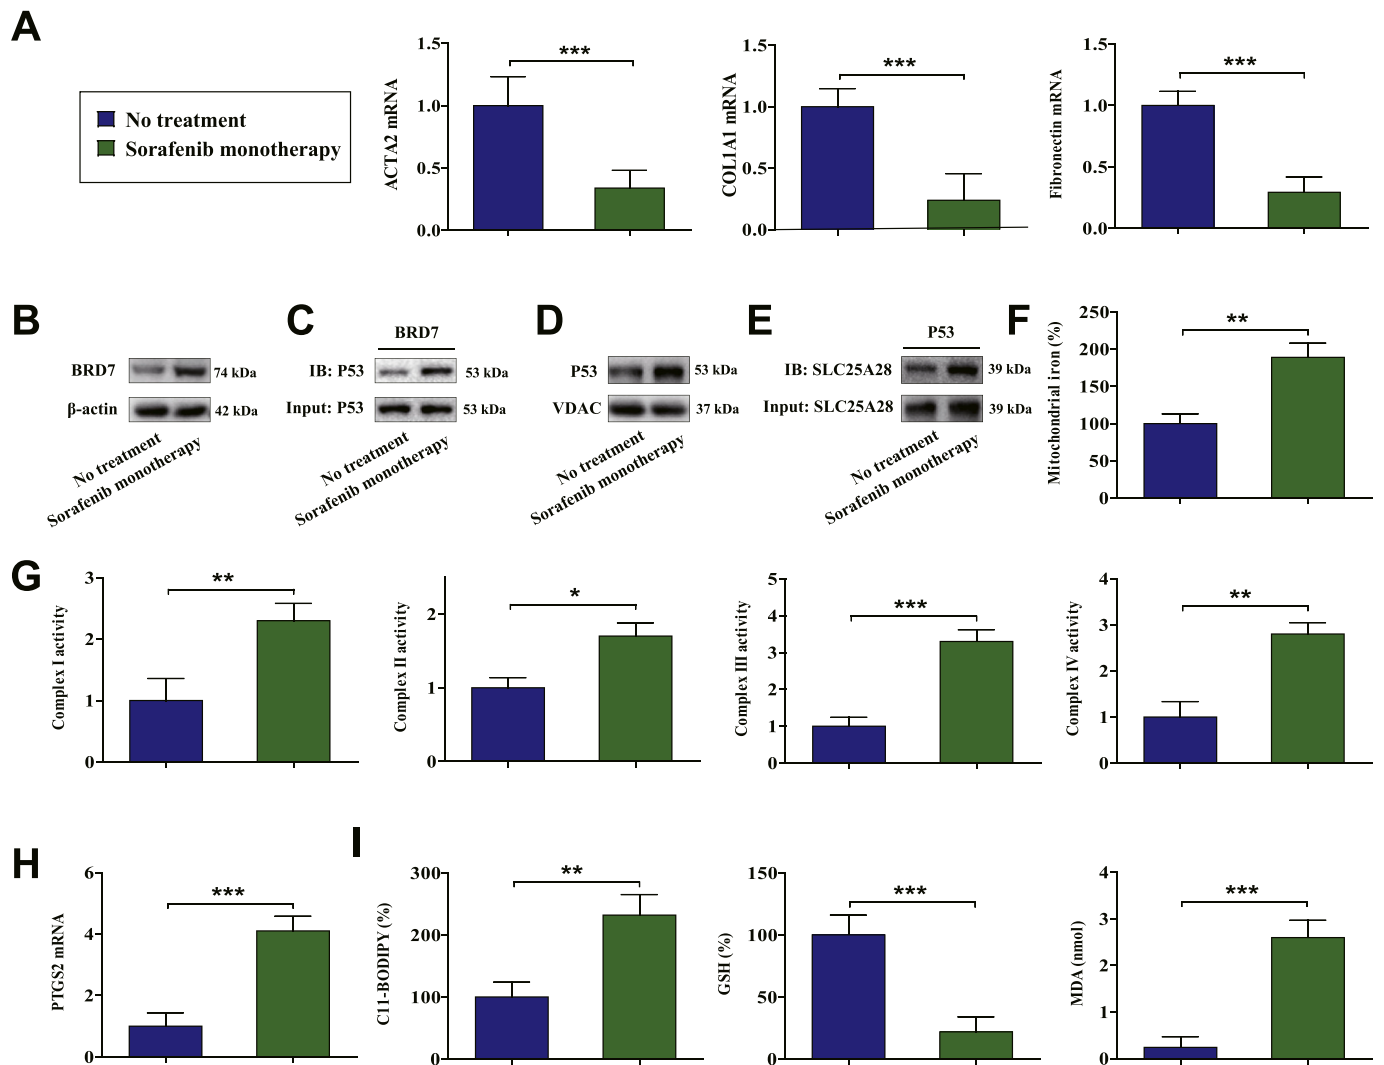 A
No treatment
Sorafenib monotherapy
ACTA2 mRNA
1.5
1.0
0.5
0.0
***
COL1A1 mRNA
1.5
1.0
0.5
0.0
***
Fibronectin mRNA
1.5
1.0
0.5
0.0
***
B
BRD7
74 kDa
β-actin
42 kDa
No treatment
Sorafenib monotherapy
C
BRD7
IB: P53
53 kDa
Input: P53
53 kDa
No treatment
Sorafenib monotherapy
D
P53
53 kDa
VDAC
37 kDa
No treatment
Sorafenib monotherapy
E
P53
IB: SLC25A28
39 kDa
Input: SLC25A28
39 kDa
No treatment
Sorafenib monotherapy
F
Mitochondrial iron (%)
250
200
150
100
50
0
**
G
Complex I activity
3
2
1
0
**
Complex II activity
2
1
0
*
Complex III activity
5
4
3
2
1
0
***
Complex IV activity
4
3
2
1
0
**
H
PTGS2 mRNA
6
4
2
0
***
I
C11-BODIPY (%)
300
200
100
0
**
GSH (%)
150
100
50
0
***
MDA (nmol)
4
3
2
1
0
***